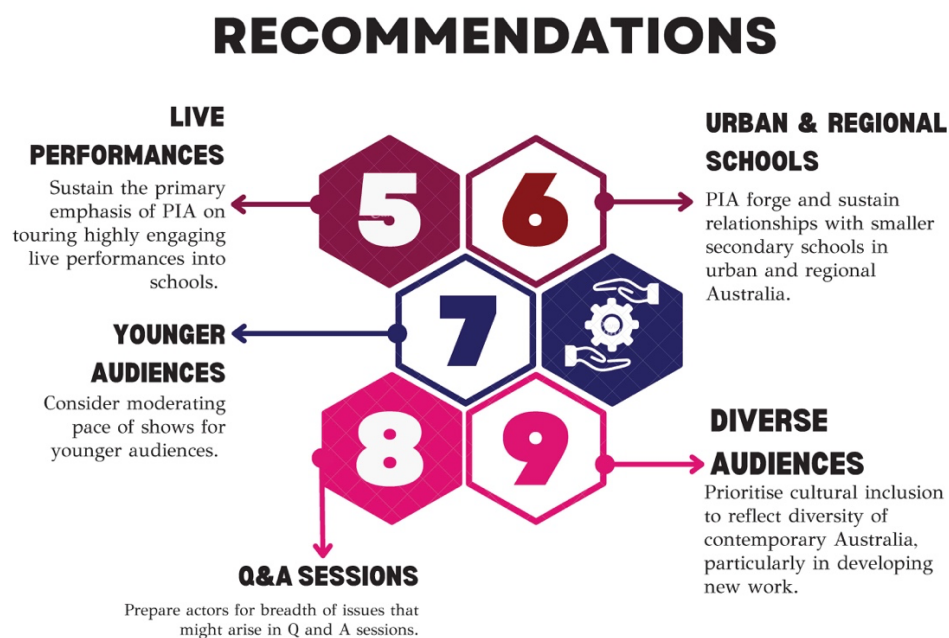 RECOMMENDATIONS
5
LIVE
PERFORMANCES
Sustain the primary
emphasis of PIA on
touring highly engaging
live performances into
schools.
6
URBAN & REGIONAL
SCHOOLS
PIA forge and sustain
relationships with smaller
secondary schools in
urban and regional
Australia.
7
YOUNGER
AUDIENCES
Consider moderating
pace of shows for
younger audiences.
8
Q&A SESSIONS
Prepare actors for breadth of issues that
might arise in Q and A sessions.
9
DIVERSE
AUDIENCES
Prioritise cultural inclusion
to reflect diversity of
contemporary Australia,
particularly in developing
new work.